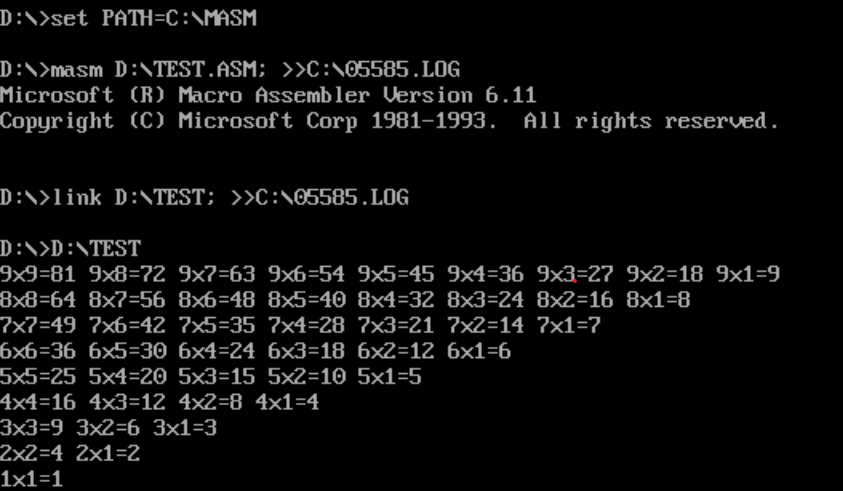 D:\>set PATH=C:\MASM
D:\>masm D:\TEST.ASM; >>C:\05585.LOG
Microsoft (R) Macro Assembler Version 6.11
Copyright (C) Microsoft Corp 1981-1993.  All rights reserved.
D:\>link D:\TEST; >>C:\05585.LOG
D:\>D:\TEST
9x9=81 9x8=72 9x7=63 9x6=54 9x5=45 9x4=36 9x3=27 9x2=18 9x1=9
8x8=64 8x7=56 8x6=48 8x5=40 8x4=32 8x3=24 8x2=16 8x1=8
7x7=49 7x6=42 7x5=35 7x4=28 7x3=21 7x2=14 7x1=7
6x6=36 6x5=30 6x4=24 6x3=18 6x2=12 6x1=6
5x5=25 5x4=20 5x3=15 5x2=10 5x1=5
4x4=16 4x3=12 4x2=8 4x1=4
3x3=9 3x2=6 3x1=3
2x2=4 2x1=2
1x1=1